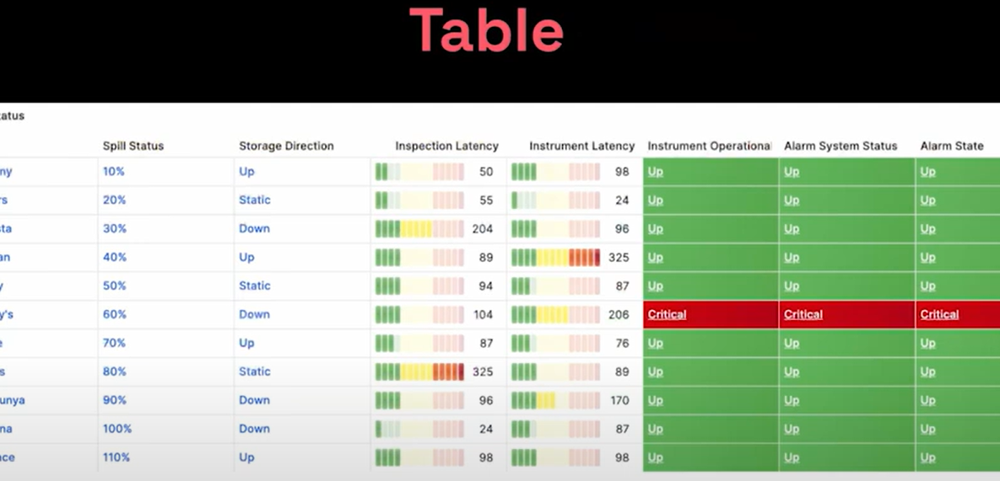 Table
tatus
Spill Status Storage Direction Inspection Latency Instrument Latency Instrument Operational Alarm System Status Alarm State
ny 10% Up 50 98 Up Up Up
rs 20% Static 55 24 Up Up Up
sta 30% Down 204 96 Up Up Up
an 40% Up 89 325 Up Up Up
y 50% Static 94 87 Up Up Up
y's 60% Down 104 206 Critical Critical Critical
e 70% Up 87 76 Up Up Up
s 80% Static 325 89 Up Up Up
unya 90% Down 96 170 Up Up Up
na 100% Down 24 87 Up Up Up
nce 110% Up 98 98 Up Up Up